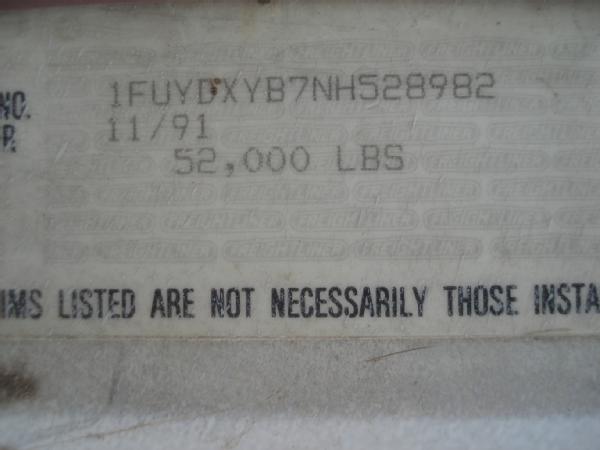 NO. 1FUYDXYB7NH528982
R. 11/91
52,000 LBS
IMS LISTED ARE NOT NECESSARILY THOSE INSTA